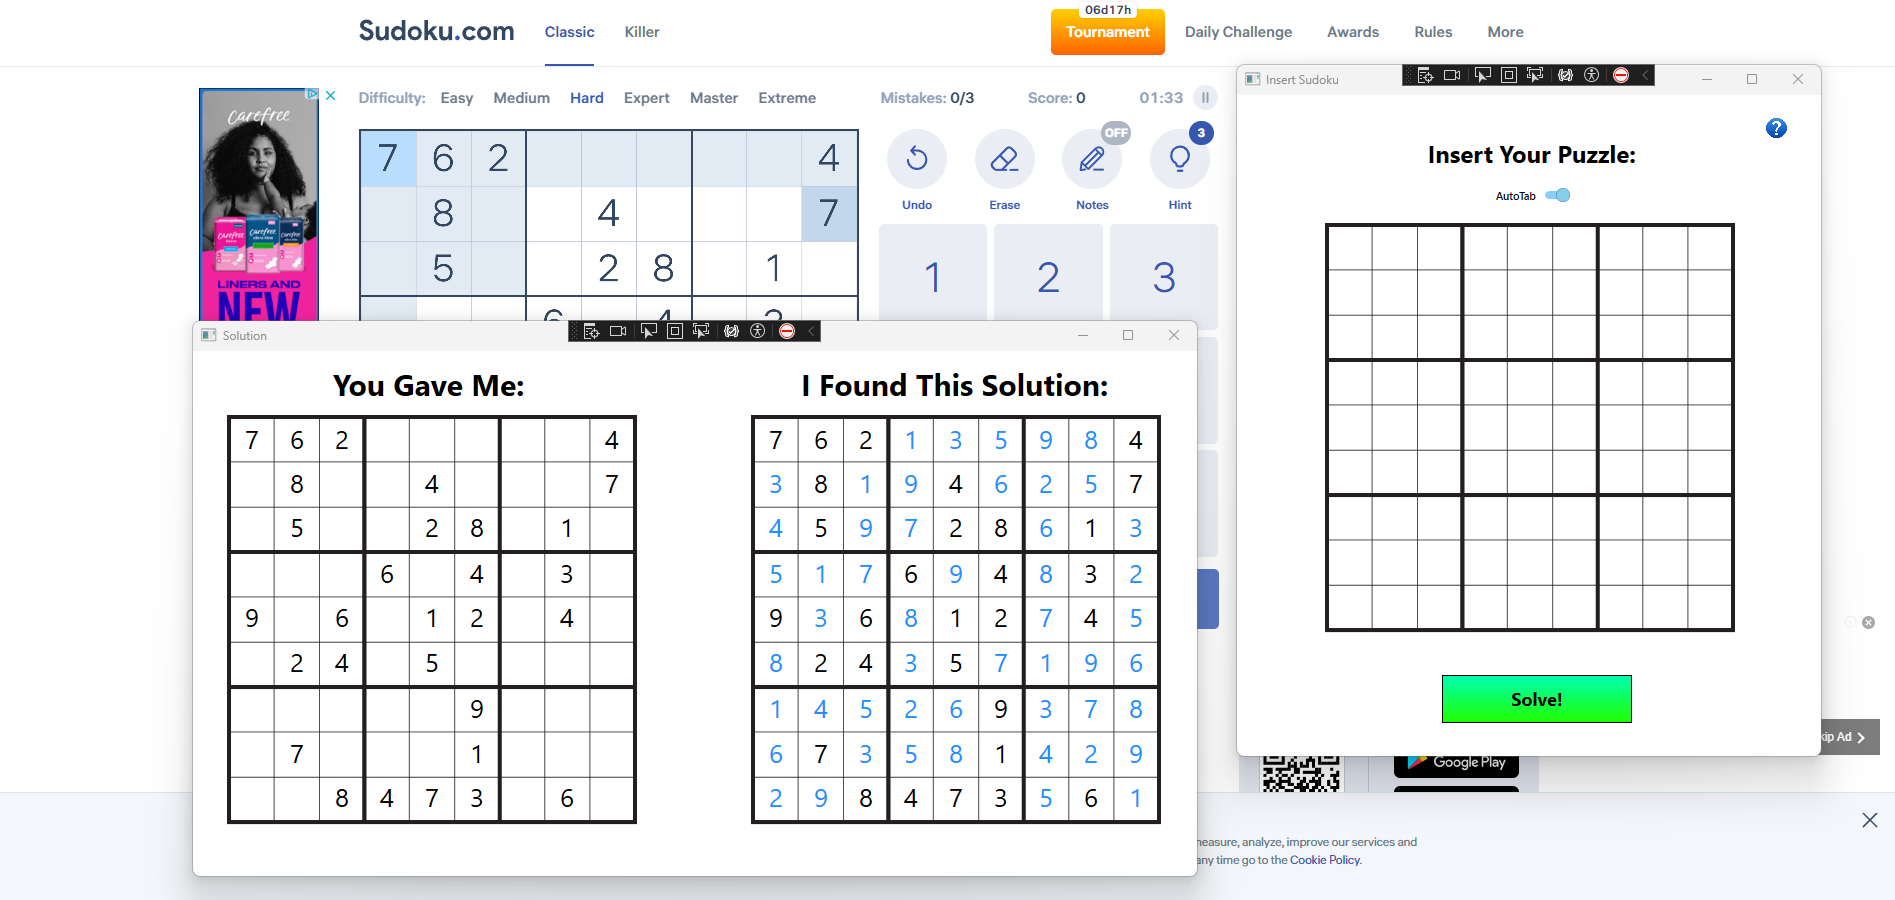 Sudoku.com Classic Killer 06d17h Tournament Daily Challenge Awards Rules More
Difficulty: Easy Medium Hard Expert Master Extreme Mistakes: 0/3 Score: 0 01:33
Carefree
LINERS AND
NEW
7 6 2 4
8 4 7
5 2 8 1
6 4
OFF 3
Undo Erase Notes Hint
1 2 3
Insert Sudoku
Insert Your Puzzle:
AutoTab
Solve!
Solution
You Gave Me:
7 6 2 4
8 4 7
5 2 8 1
6 4 3
9 6 1 2 4
2 4 5
9
7 1
8 4 7 3 6
I Found This Solution:
7 6 2 1 3 5 9 8 4
3 8 1 9 4 6 2 5 7
4 5 9 7 2 8 6 1 3
5 1 7 6 9 4 8 3 2
9 3 6 8 1 2 7 4 5
8 2 4 3 5 7 1 9 6
1 4 5 2 6 9 3 7 8
6 7 3 5 8 1 4 2 9
2 9 8 4 7 3 5 6 1
kip Ad
Google Play
measure, analyze, improve our services and
any time go to the Cookie Policy.